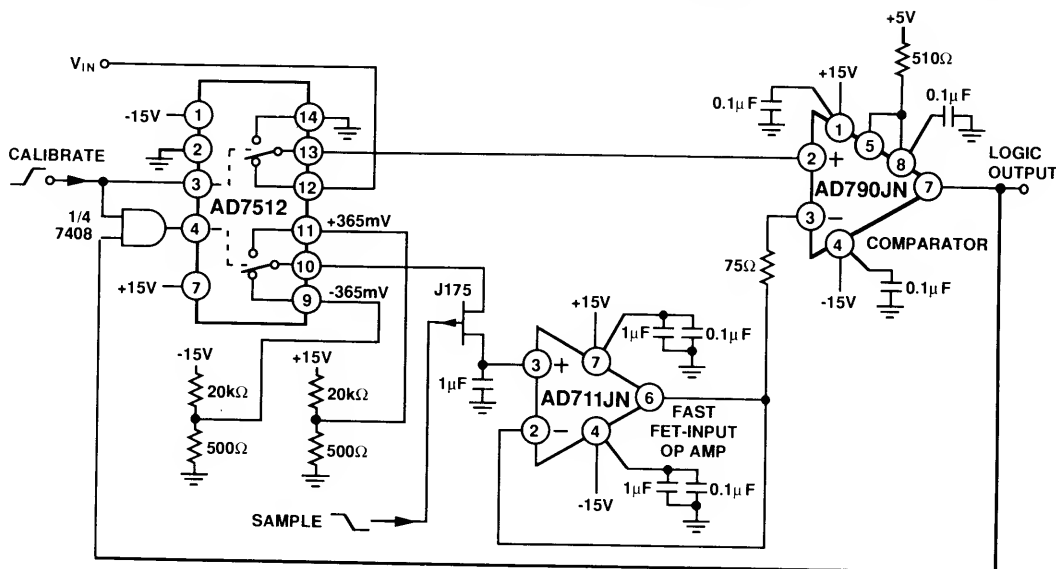 +5V
510Ω
VIN
+15V
0.1μF
0.1μF
-15V
1
14
1
5
2
13
2
+
8
LOGIC
OUTPUT
CALIBRATE
3
12
AD790JN
7
AD7512
1/4
7408
4
11
+365mV
3
−
10
4
COMPARATOR
75Ω
+15V
7
9
-365mV
J175
0.1μF
-15V
+15V
-15V
+15V
1μF
0.1μF
20kΩ
20kΩ
1μF
3
+
7
AD711JN
6
FAST
FET-INPUT
OP AMP
500Ω
500Ω
2
−
4
1μF
0.1μF
-15V
SAMPLE